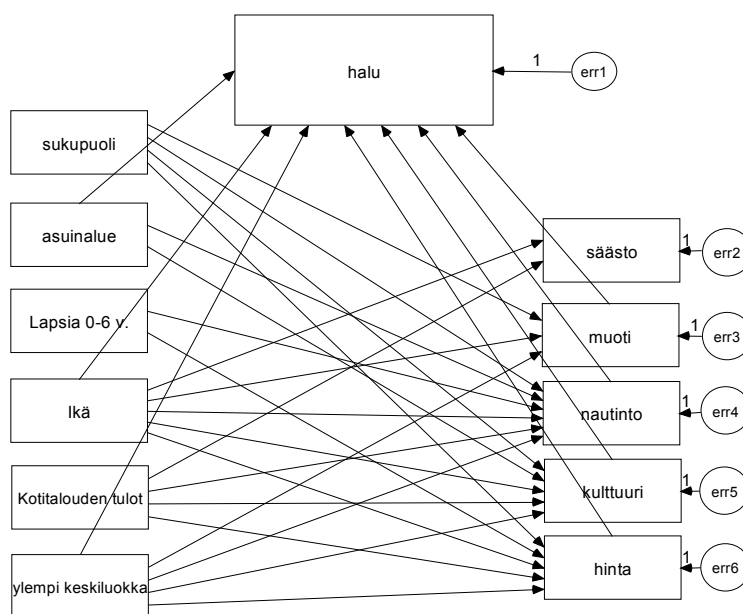 halu
1
err1
sukupuoli
asuinalue
säästo
1
err2
Lapsia 0-6 v.
muoti
1
err3
Ikä
nautinto
1
err4
Kotitalouden tulot
kulttuuri
1
err5
ylempi keskiluokka
hinta
1
err6